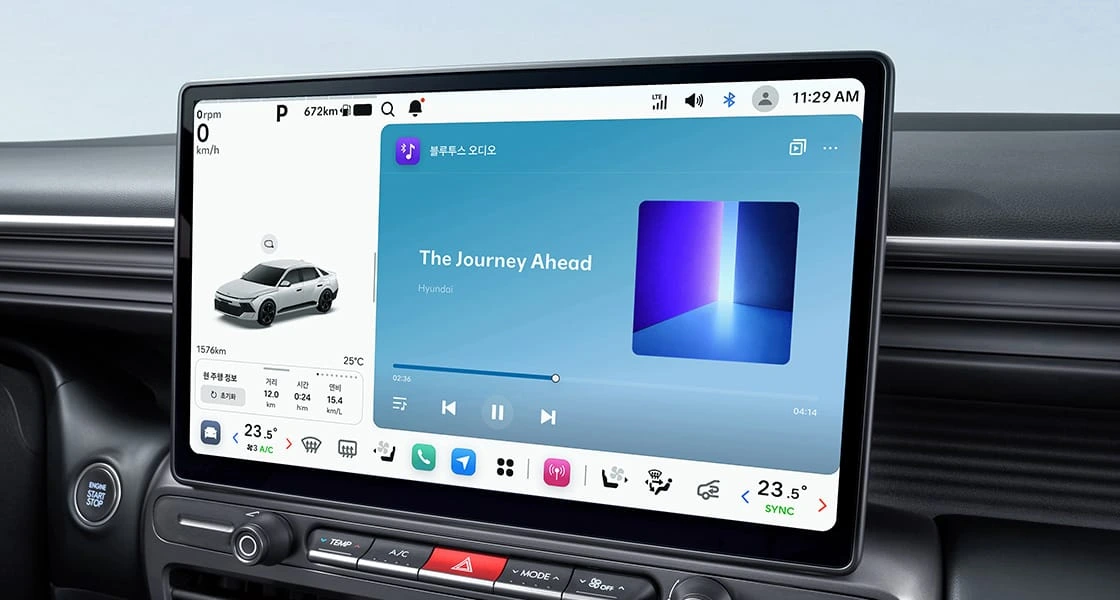 0rpm
0
km/h
P
672km
LTE
11:29 AM
블루투스 오디오
The Journey Ahead
Hyundai
1576km
25°C
현 주행 정보
초기화
거리
12.0
km
시간
0:24
h:m
연비
15.4
km/L
02:36
04:14
23.5°
3 A/C
23.5°
SYNC
ENGINE
START
STOP
TEMP
A/C
MODE
OFF